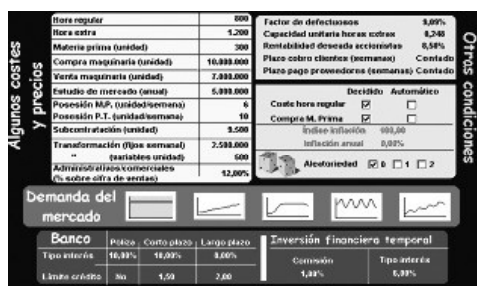 Algunos costes
y precios
Hora regular 800
Hora extra 1.200
Materia prima (unidad) 300
Compra maquinaria (unidad) 10.000.000
Venta maquinaria (unidad) 7.000.000
Estudio de mercado (anual) 5.000.000
Posesión M.P. (unidad/semana) 6
Posesión P.T. (unidad/semana) 10
Subcontratación (unidad) 9.500
Transformación (fijos semanal) 2.500.000
" (variables unidad) 500
Administrativos/comerciales
(% sobre cifra de ventas) 12,00%
Factor de defectuosos 9,09%
Capacidad unitaria horas extras 0,240
Rentabilidad deseada accionistas 8,50%
Plazo cobro clientes (semanas) Contado
Plazo pago proveedores (semanas) Contado
Decidido Automático
Coste hora regular
Compra M. Prima
Índice inflación 100,00
Inflación anual 0,00%
Aleatoriedad 0 1 2
Otras condiciones
Demanda del
mercado
Banco Poliza Corto plazo Largo plazo
Tipo interés 18,00% 10,00% 8,00%
Límite crédito No 1,50 2,00
Inversión financiera temporal
Comisión Tipo interés
1,00% 6,00%